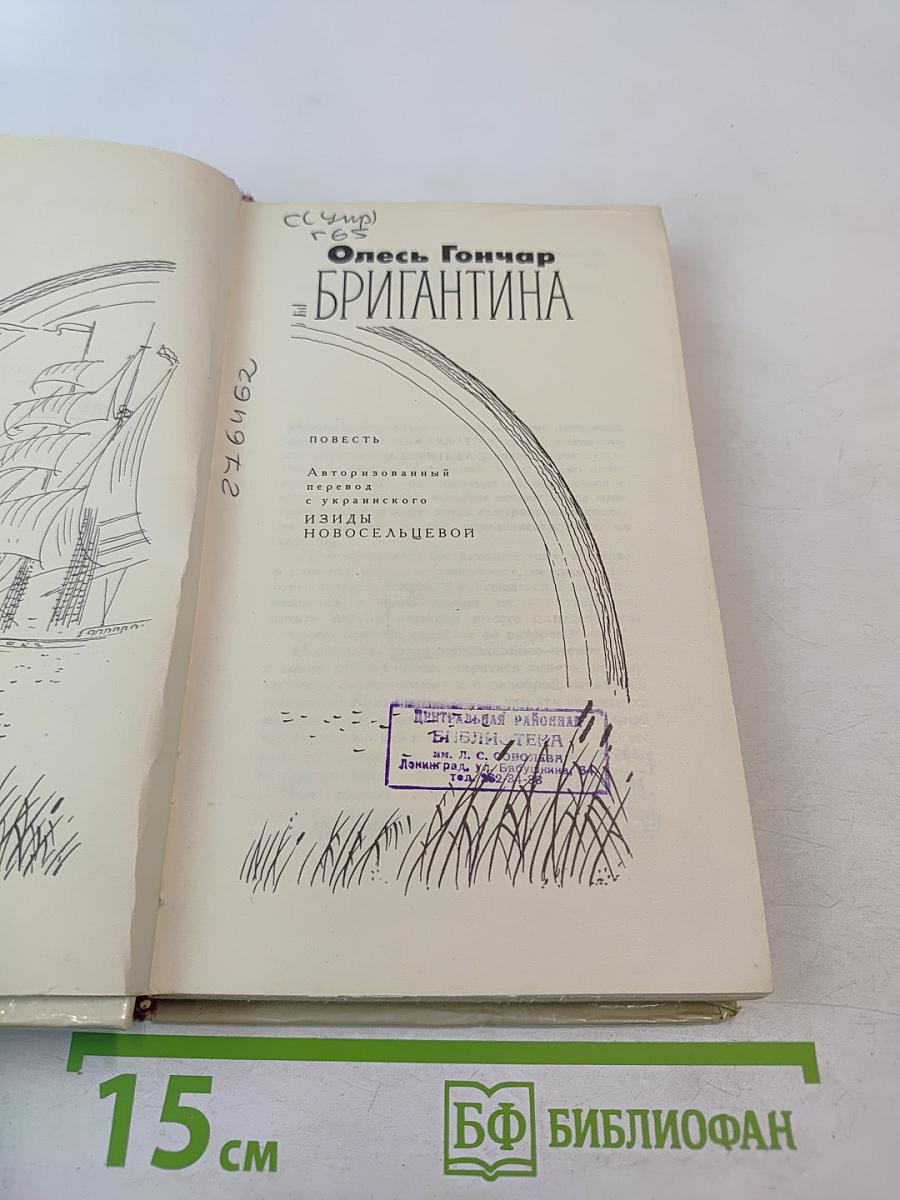 С(Укр)
Г65
Олесь Гончар
БРИГАНТИНА
276462
ПОВЕСТЬ
Авторизованный
перевод
с украинского
ИЗИДЫ
НОВОСЕЛЬЦЕВОЙ
ЦЕНТРАЛЬНАЯ РАЙОННАЯ
БИБЛИОТЕКА
им. Л. С. СОБОЛЕВА
Ленинград, ул. Бабушкина, 64
тел.
15 см
БФ БИБЛИОФАН